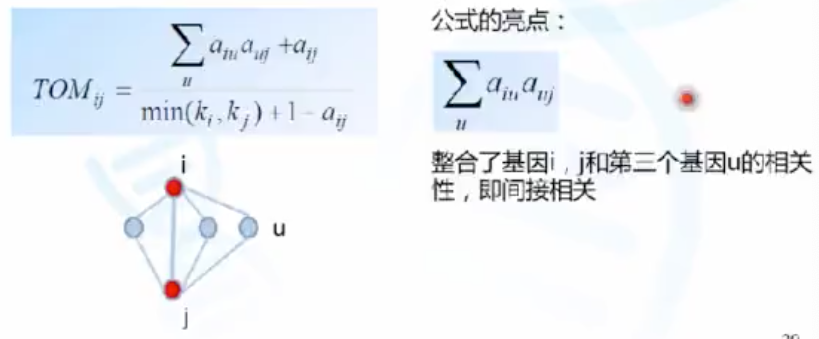 TOM_{ij} = \frac{\sum_{u} a_{iu} a_{uj} + a_{ij}}{\min(k_i, k_j) + 1 - a_{ij}}
i
u
j
公式的亮点：
\sum_{u} a_{iu} a_{uj}
整合了基因i，j和第三个基因u的相关
性，即间接相关